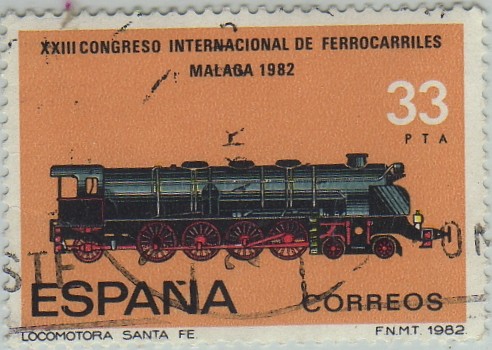 XXIII CONGRESO INTERNACIONAL DE FERROCARRILES
MALAGA 1982
33
PTA
ESPAÑA
CORREOS
LOCOMOTORA SANTA FE
F.N.M.T. 1982